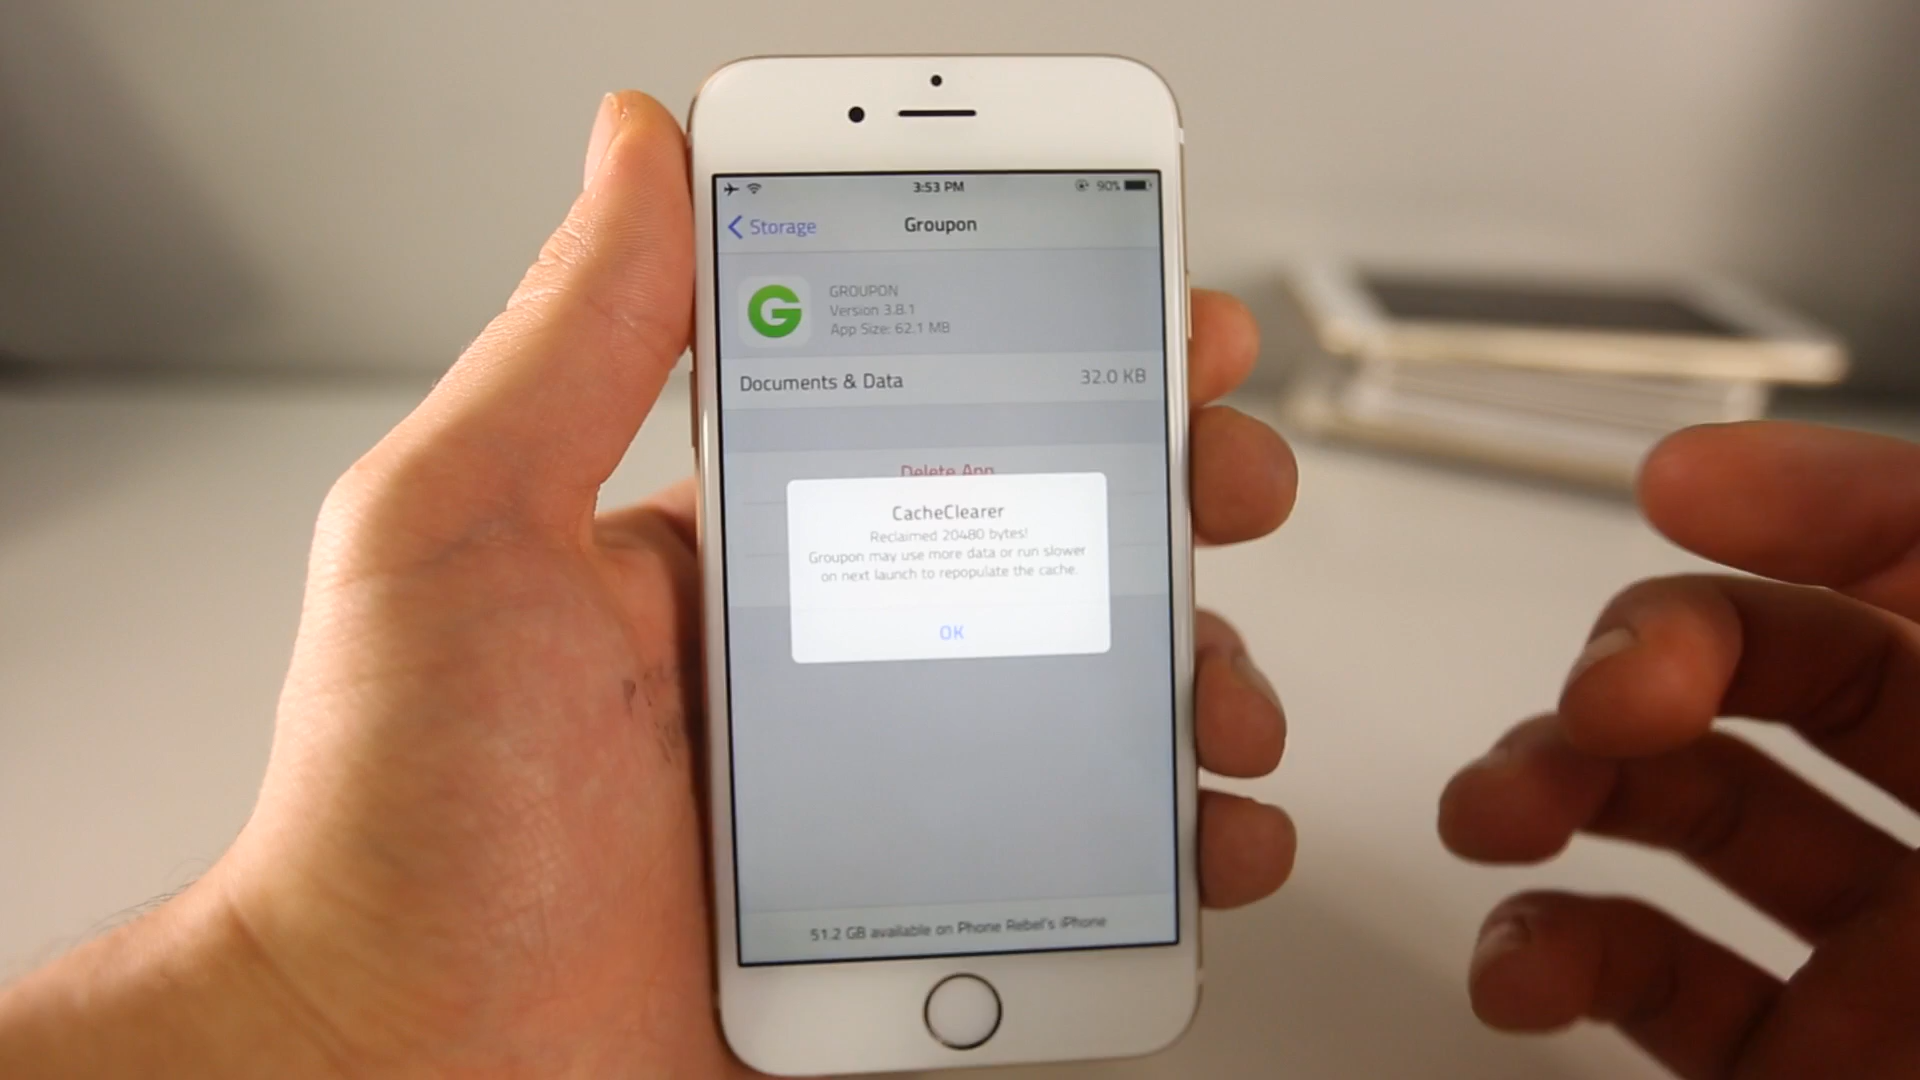 3:53 PM
90%
Storage
Groupon
G
GROUPON
Version 3.8.1
App Size: 62.1 MB
Documents & Data
32.0 KB
Delete App
CacheClearer
Reclaimed 20480 bytes!
Groupon may use more data or run slower
on next launch to repopulate the cache.
OK
51.2 GB available on Phone Rebel's iPhone